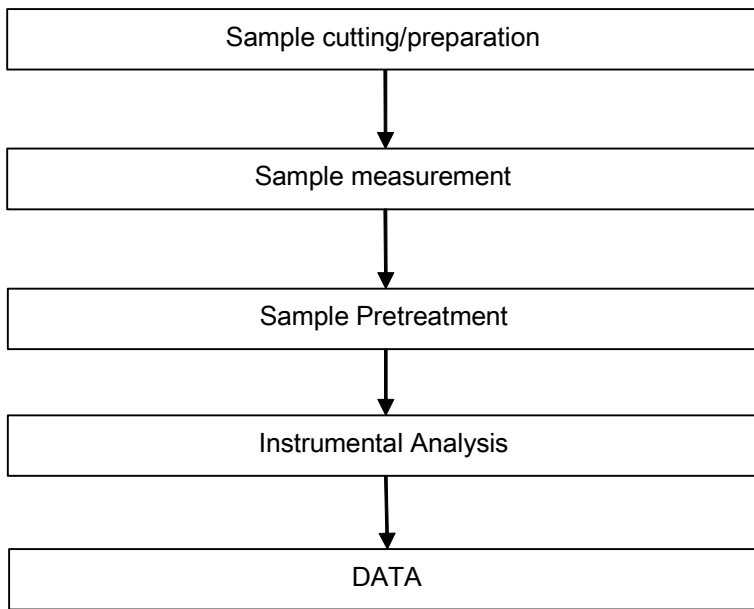 Sample cutting/preparation
Sample measurement
Sample Pretreatment
Instrumental Analysis
DATA